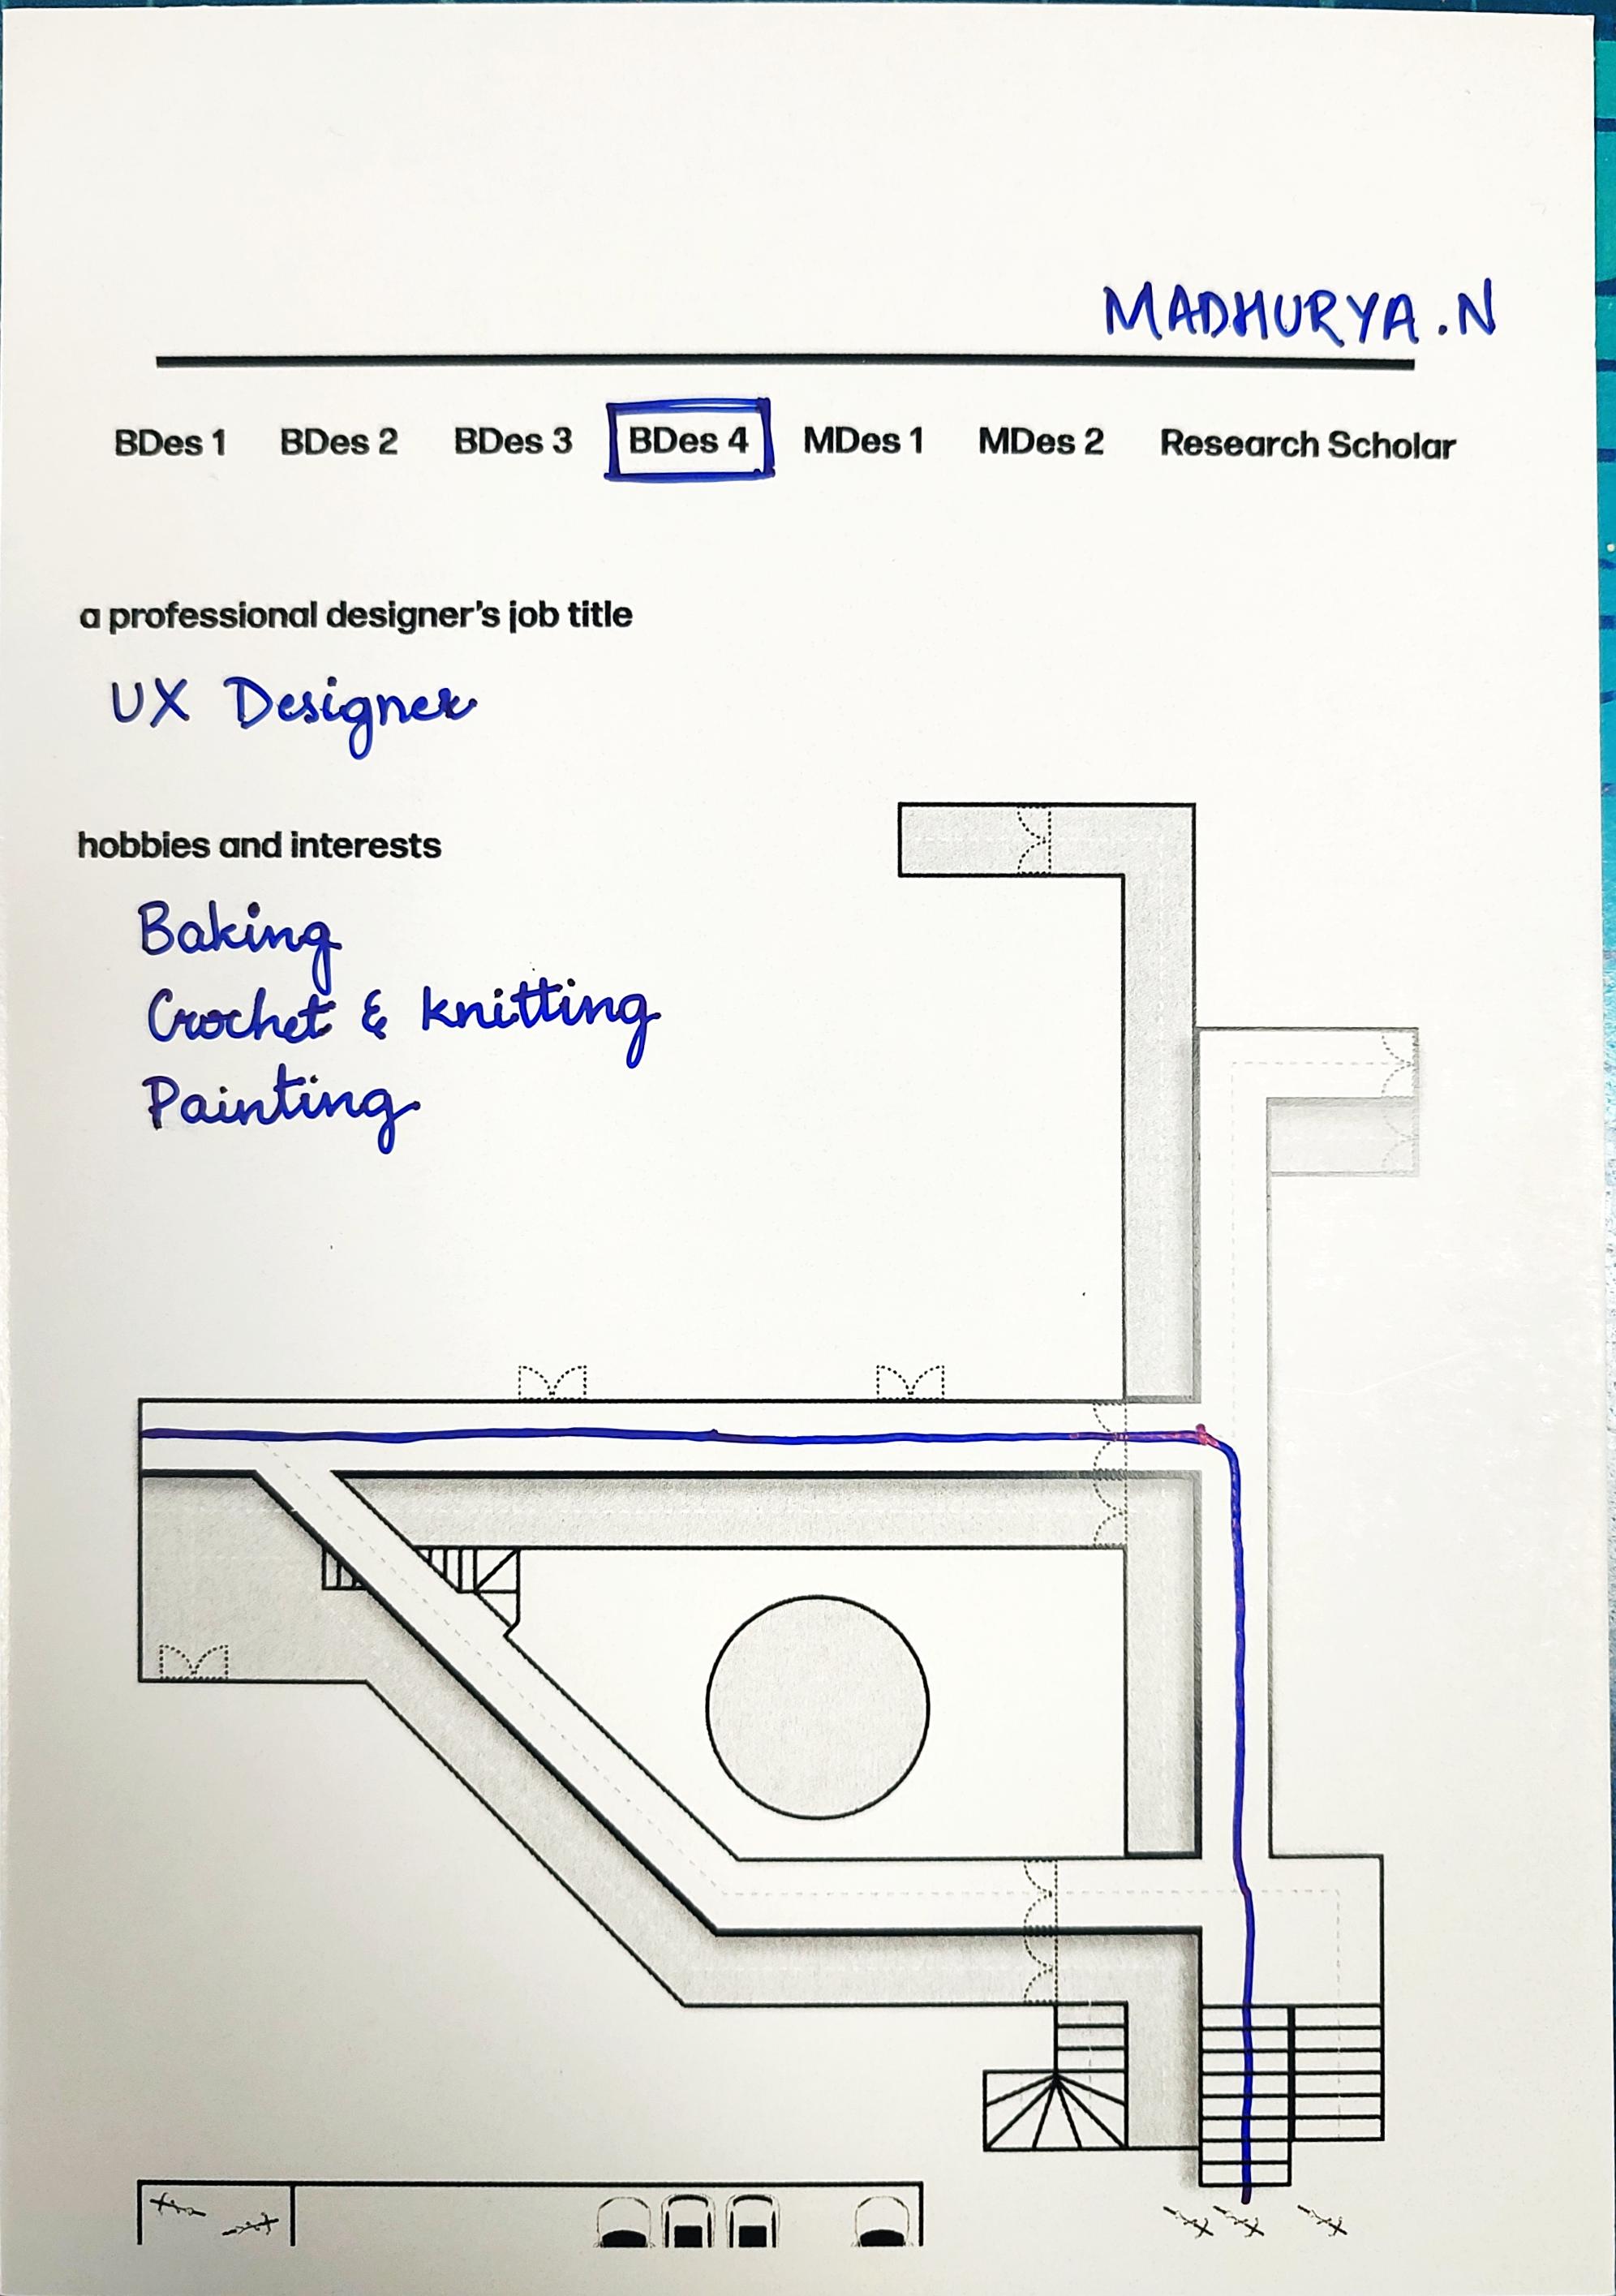 MADHURYA.N
BDes 1 BDes 2 BDes 3 BDes 4 MDes 1 MDes 2 Research Scholar
a professional designer's job title
UX Designer
hobbies and interests
Baking
Crochet & knitting
Painting